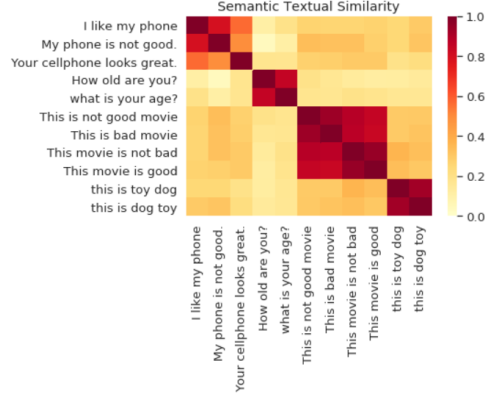 Semantic Textual Similarity
I like my phone
My phone is not good.
Your cellphone looks great.
How old are you?
what is your age?
This is not good movie
This is bad movie
This movie is not bad
This movie is good
this is toy dog
this is dog toy
1.0
0.8
0.6
0.4
0.2
0.0
I like my phone
My phone is not good.
Your cellphone looks great.
How old are you?
what is your age?
This is not good movie
This is bad movie
This movie is not bad
This movie is good
this is toy dog
this is dog toy